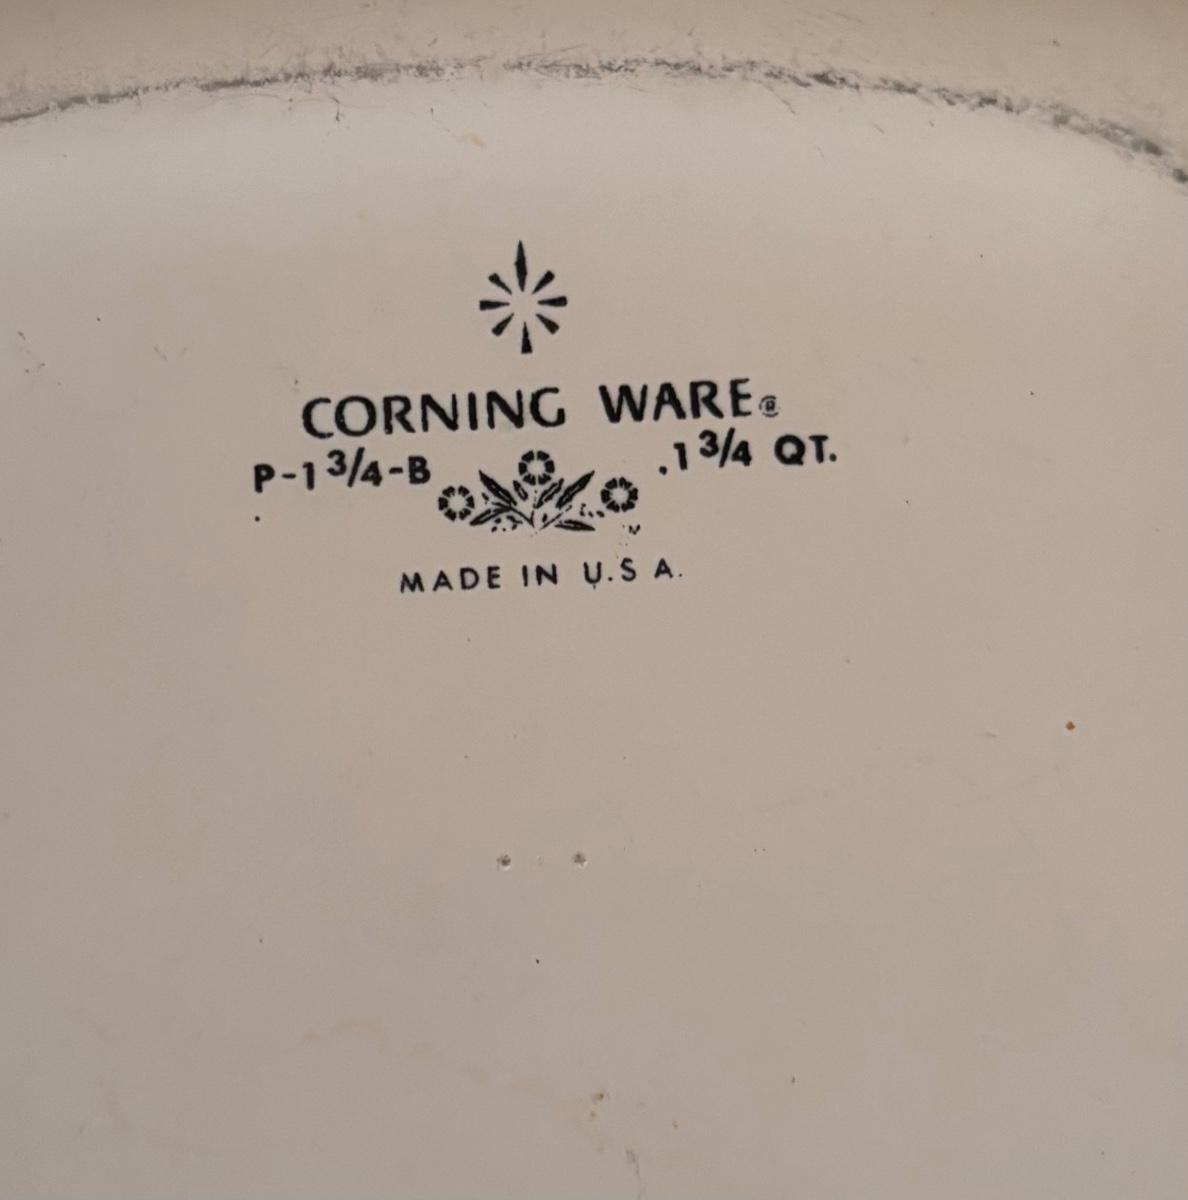 CORNING WARE®
P-1 3/4-B .1 3/4 QT.
MADE IN U.S A.